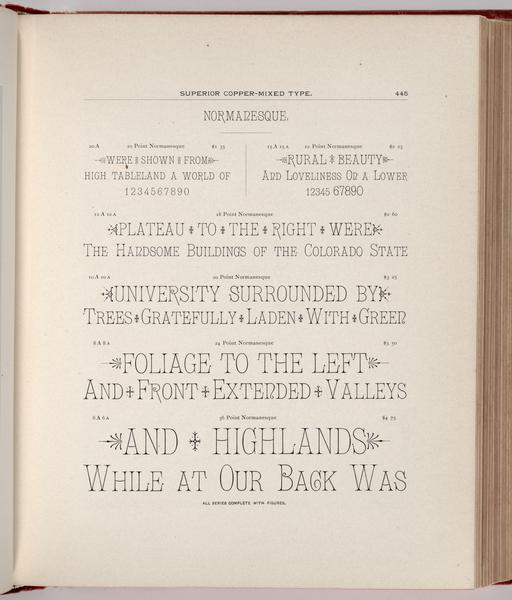 SUPERIOR COPPER-MIXED TYPE. 445
NORMANESQUE.
20 A 10 Point Normanesque $1 35
WERE SHOWN FROM
HIGH TABLELAND A WORLD OF
1234567890
15 A 15 A 12 Point Normanesque
RURAL BEAUTY
AND LOVELINESS ON A LOWER
12345 67890
12 A 12 A 18 Point Normanesque $2 60
PLATEAU TO THE RIGHT WERE
THE HANDSOME BUILDINGS OF THE COLORADO STATE
10 A 10 A 20 Point Normanesque $3 25
UNIVERSITY SURROUNDED BY
TREES GRATEFULLY LADEN WITH GREEN
8 A 8 A 24 Point Normanesque $3 50
FOLIAGE TO THE LEFT
AND FRONT EXTENDED VALLEYS
6 A 6 A 36 Point Normanesque $4 75
AND HIGHLANDS
WHILE AT OUR BACK WAS
ALL SERIES COMPLETE WITH FIGURES.